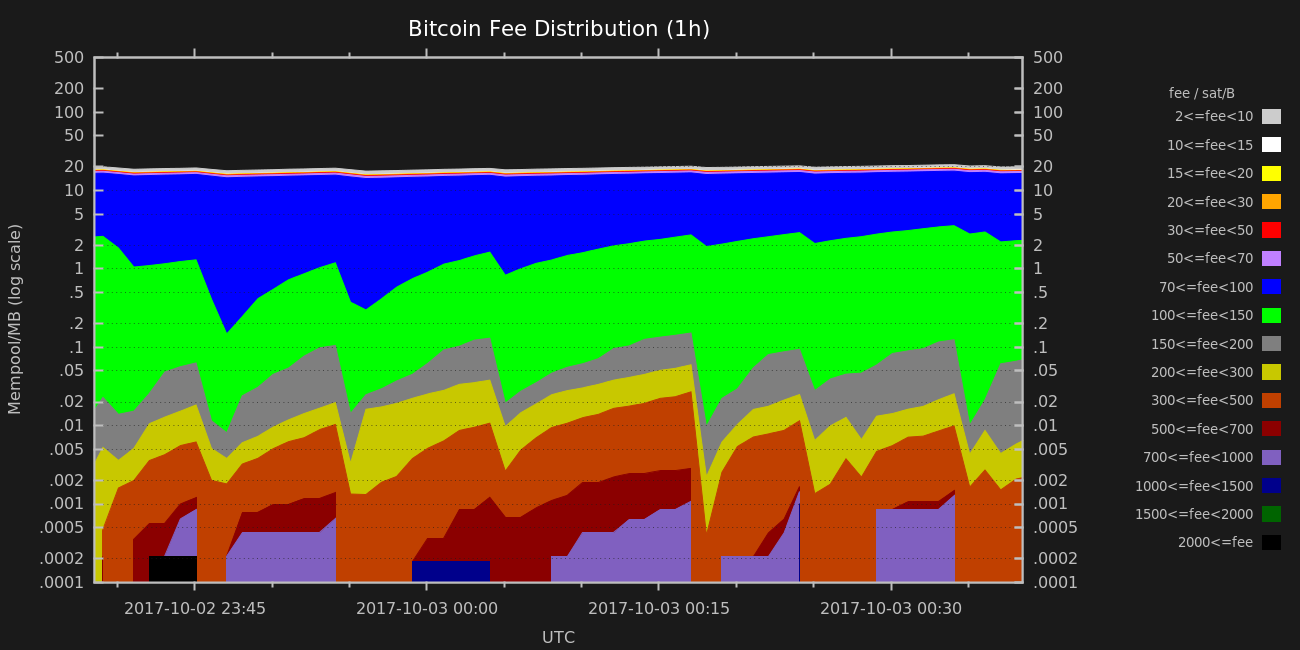 Bitcoin Fee Distribution (1h)
500 500
200 200
100 100
50 50
20 20
10 10
5 5
2 2
1 1
.5 .5
.2 .2
.1 .1
.05 .05
.02 .02
.01 .01
.005 .005
.002 .002
.001 .001
.0005 .0005
.0002 .0002
.0001 .0001
Mempool/MB (log scale)
2017-10-02 23:45 2017-10-03 00:00 2017-10-03 00:15 2017-10-03 00:30
UTC
fee / sat/B
2<=fee<10
10<=fee<15
15<=fee<20
20<=fee<30
30<=fee<50
50<=fee<70
70<=fee<100
100<=fee<150
150<=fee<200
200<=fee<300
300<=fee<500
500<=fee<700
700<=fee<1000
1000<=fee<1500
1500<=fee<2000
2000<=fee